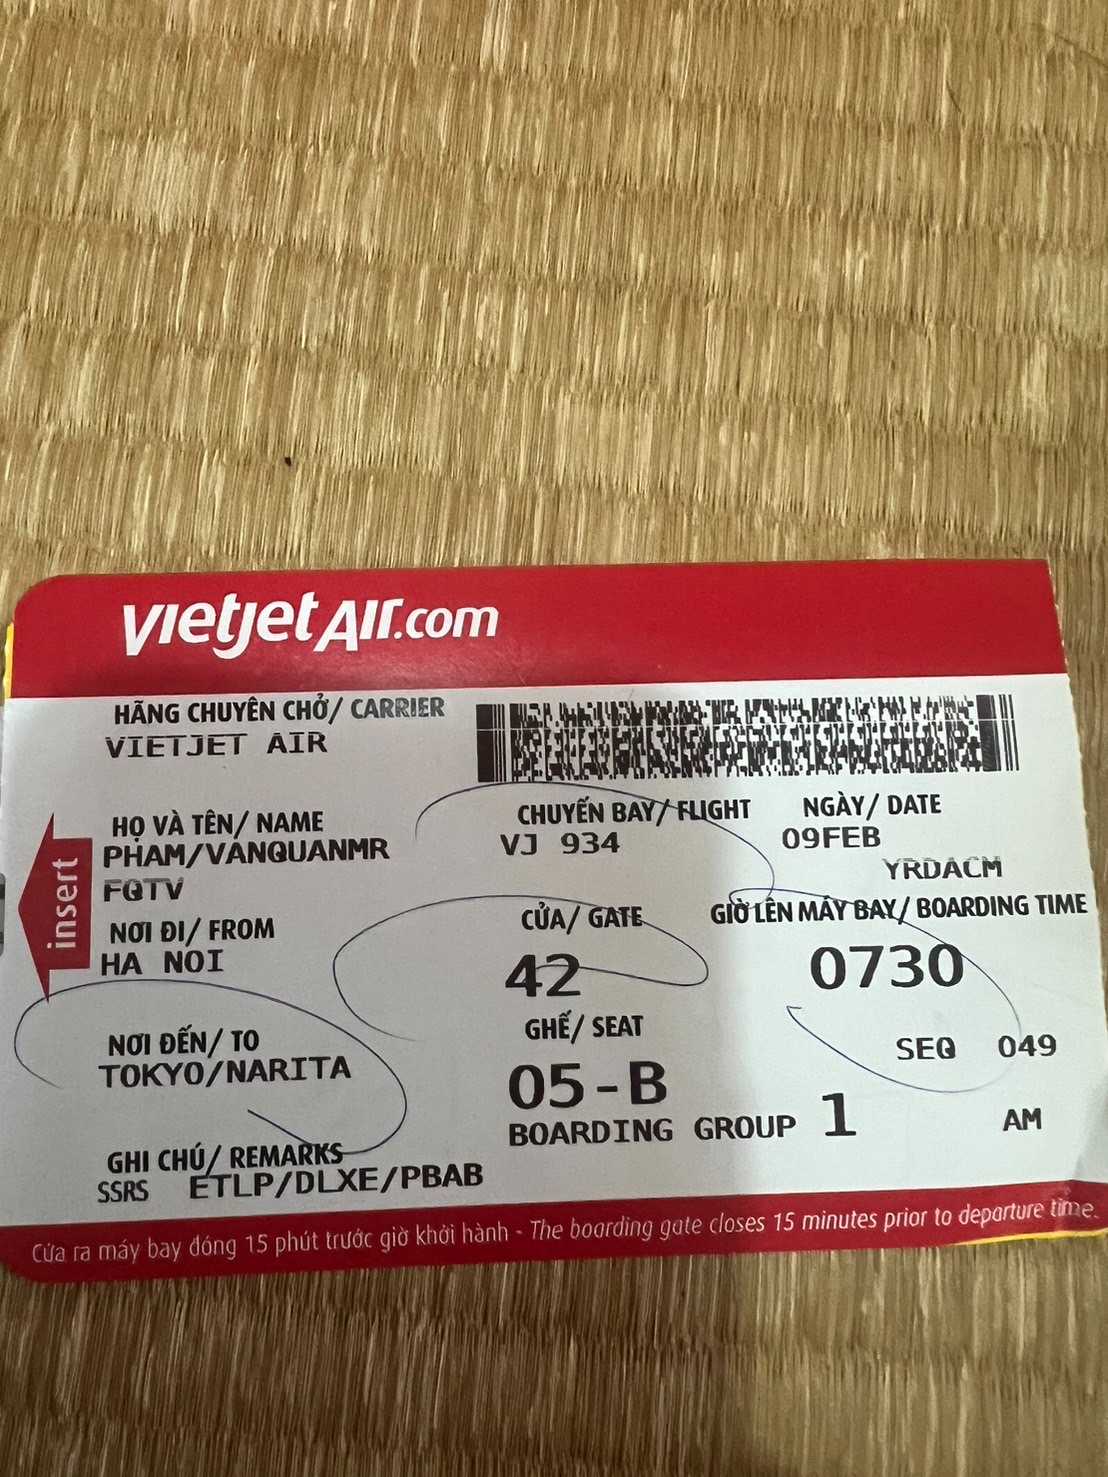 vietjet Air.com
HÃNG CHUYÊN CHỞ/ CARRIER
VIETJET AIR
HỌ VÀ TÊN/ NAME
PHAM/VANQUANMR
FQTV
CHUYẾN BAY/ FLIGHT
VJ 934
NGÀY/ DATE
09FEB
YRDACM
insert
NƠI ĐI/ FROM
HA NOI
CỬA/ GATE
42
GIỜ LÊN MÁY BAY/ BOARDING TIME
0730
NƠI ĐẾN/ TO
TOKYO/NARITA
GHẾ/ SEAT
05-B
SEQ 049
BOARDING GROUP 1
AM
GHI CHÚ/ REMARKS
SSRS ETLP/DLXE/PBAB
Cửa ra máy bay đóng 15 phút trước giờ khởi hành - The boarding gate closes 15 minutes prior to departure time.